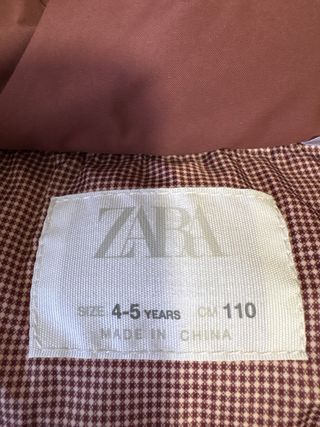 ZARA
SIZE 4-5 YEARS CM 110
MADE IN CHINA